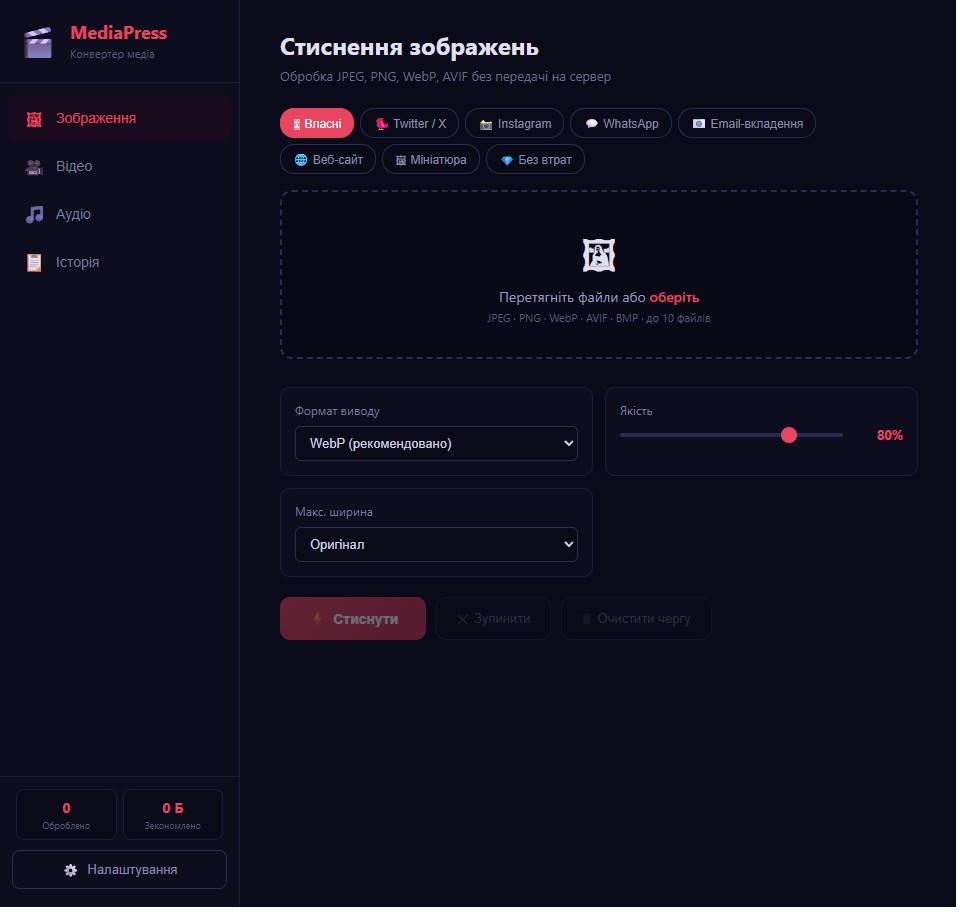 MediaPress
Конвертер медіа
Зображення
Відео
Аудіо
Історія
0
Оброблено
0 Б
Зекономлено
Налаштування
Стиснення зображень
Обробка JPEG, PNG, WebP, AVIF без передачі на сервер
Власні
Twitter / X
Instagram
WhatsApp
Email-вкладення
Веб-сайт
Мініатюра
Без втрат
Перетягніть файли або оберіть
JPEG · PNG · WebP · AVIF · BMP · до 10 файлів
Формат виводу
WebP (рекомендовано)
Якість
80%
Макс. ширина
Оригінал
Стиснути
Зупинити
Очистити чергу